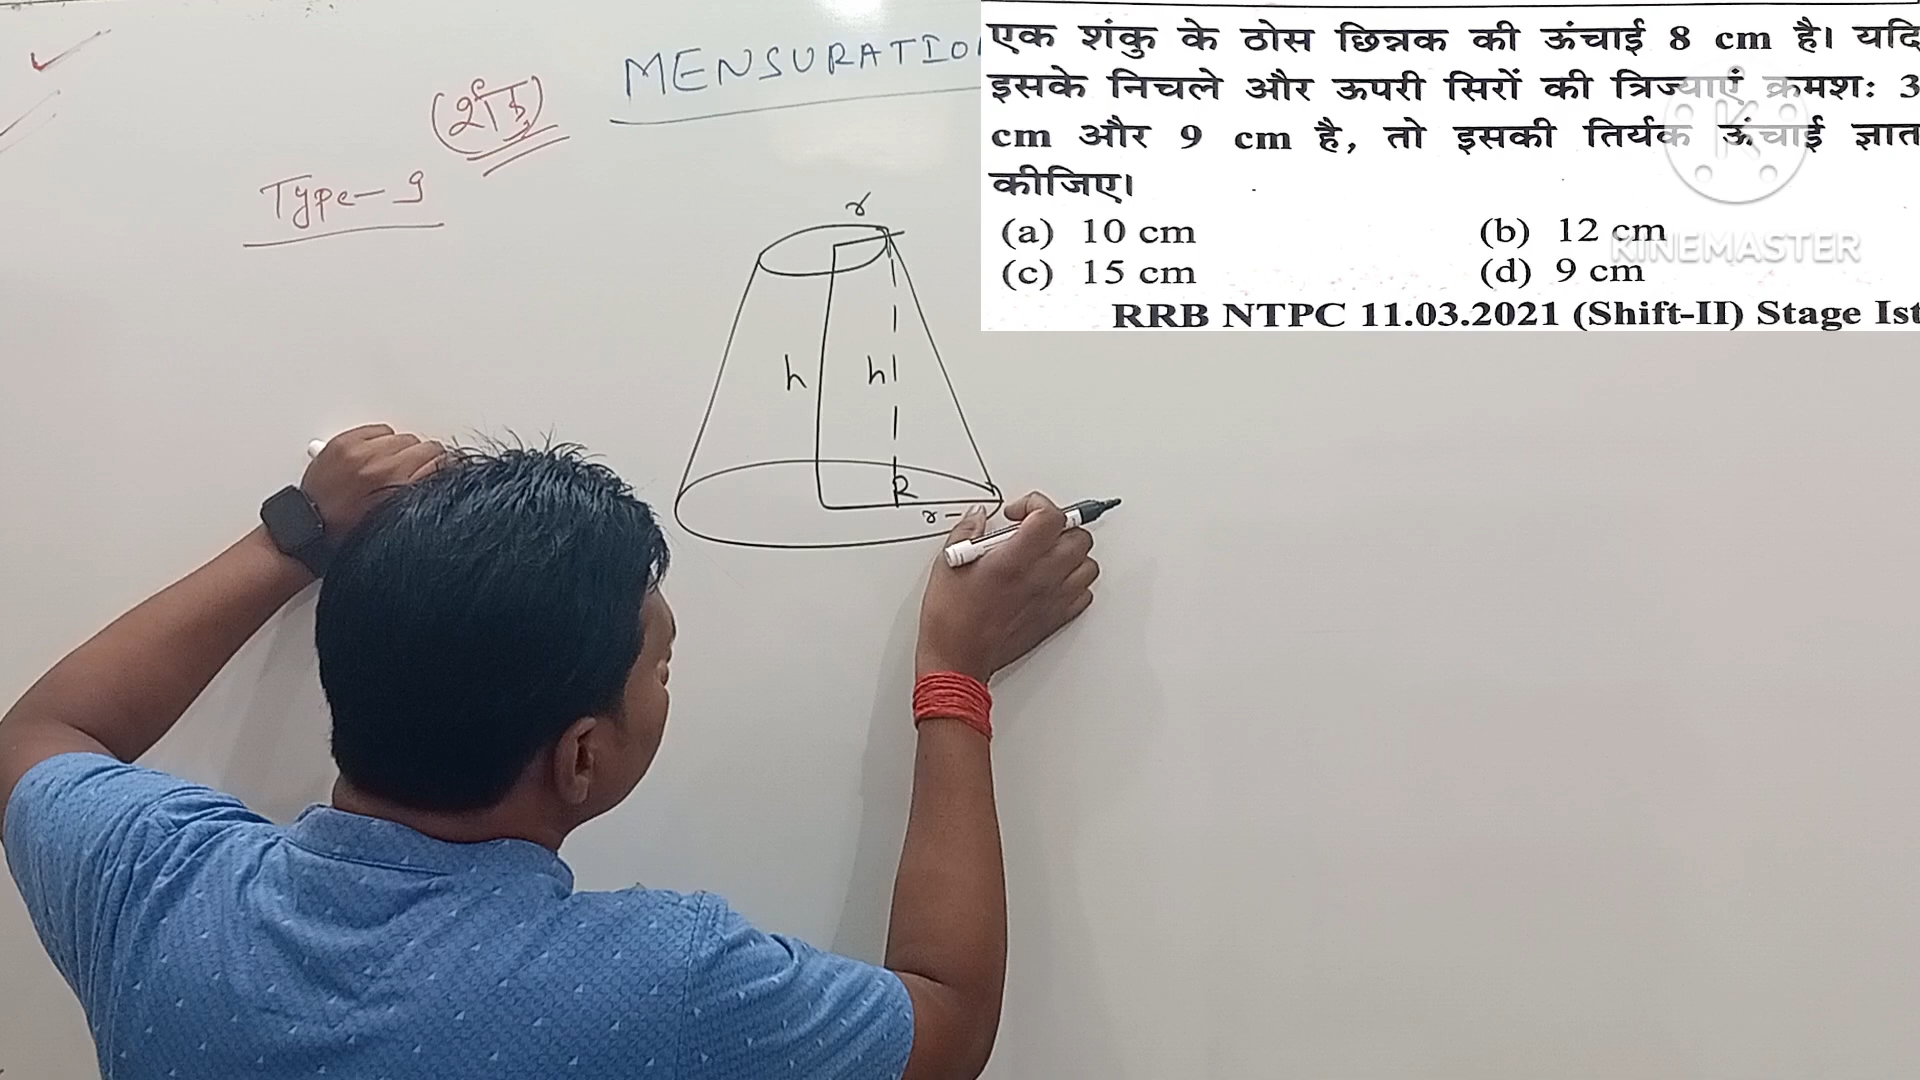 MENSURATIO
(शंकु)
Type-9
r
h
h
R
r-
एक शंकु के ठोस छिन्नक की ऊंचाई 8 cm है। यदि
इसके निचले और ऊपरी सिरों की त्रिज्याएं क्रमशः 3
cm और 9 cm है, तो इसकी तिर्यक ऊंचाई ज्ञात
कीजिए।
(a) 10 cm (b) 12 cm
(c) 15 cm (d) 9 cm
RRB NTPC 11.03.2021 (Shift-II) Stage Ist
K
KINEMASTER